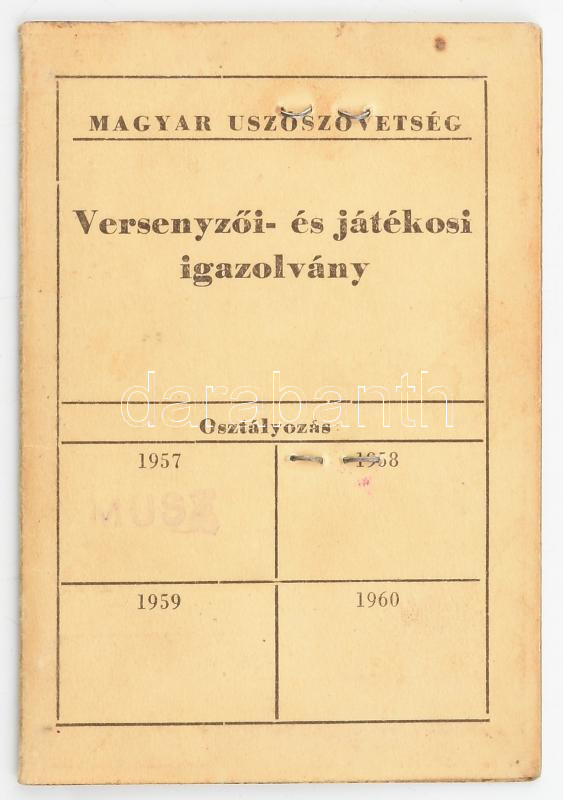 MAGYAR USZÓSZÖVETSÉG
Versenyzői- és játékosi
igazolvány
darabanth
Osztályozás
1957 1958
MUSZ
1959 1960